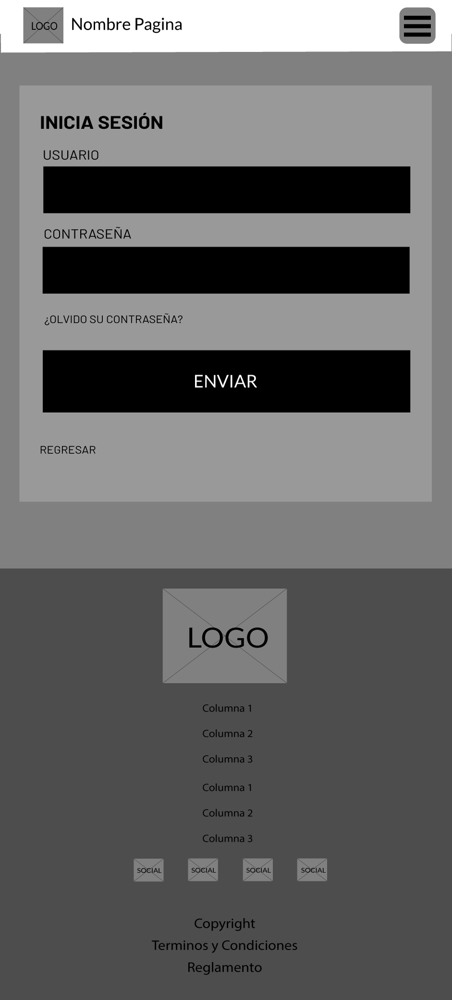 LOGO Nombre Pagina
INICIA SESIÓN
USUARIO
CONTRASEÑA
¿OLVIDO SU CONTRASEÑA?
ENVIAR
REGRESAR
LOGO
Columna 1
Columna 2
Columna 3
Columna 1
Columna 2
Columna 3
SOCIAL SOCIAL SOCIAL SOCIAL
Copyright
Terminos y Condiciones
Reglamento